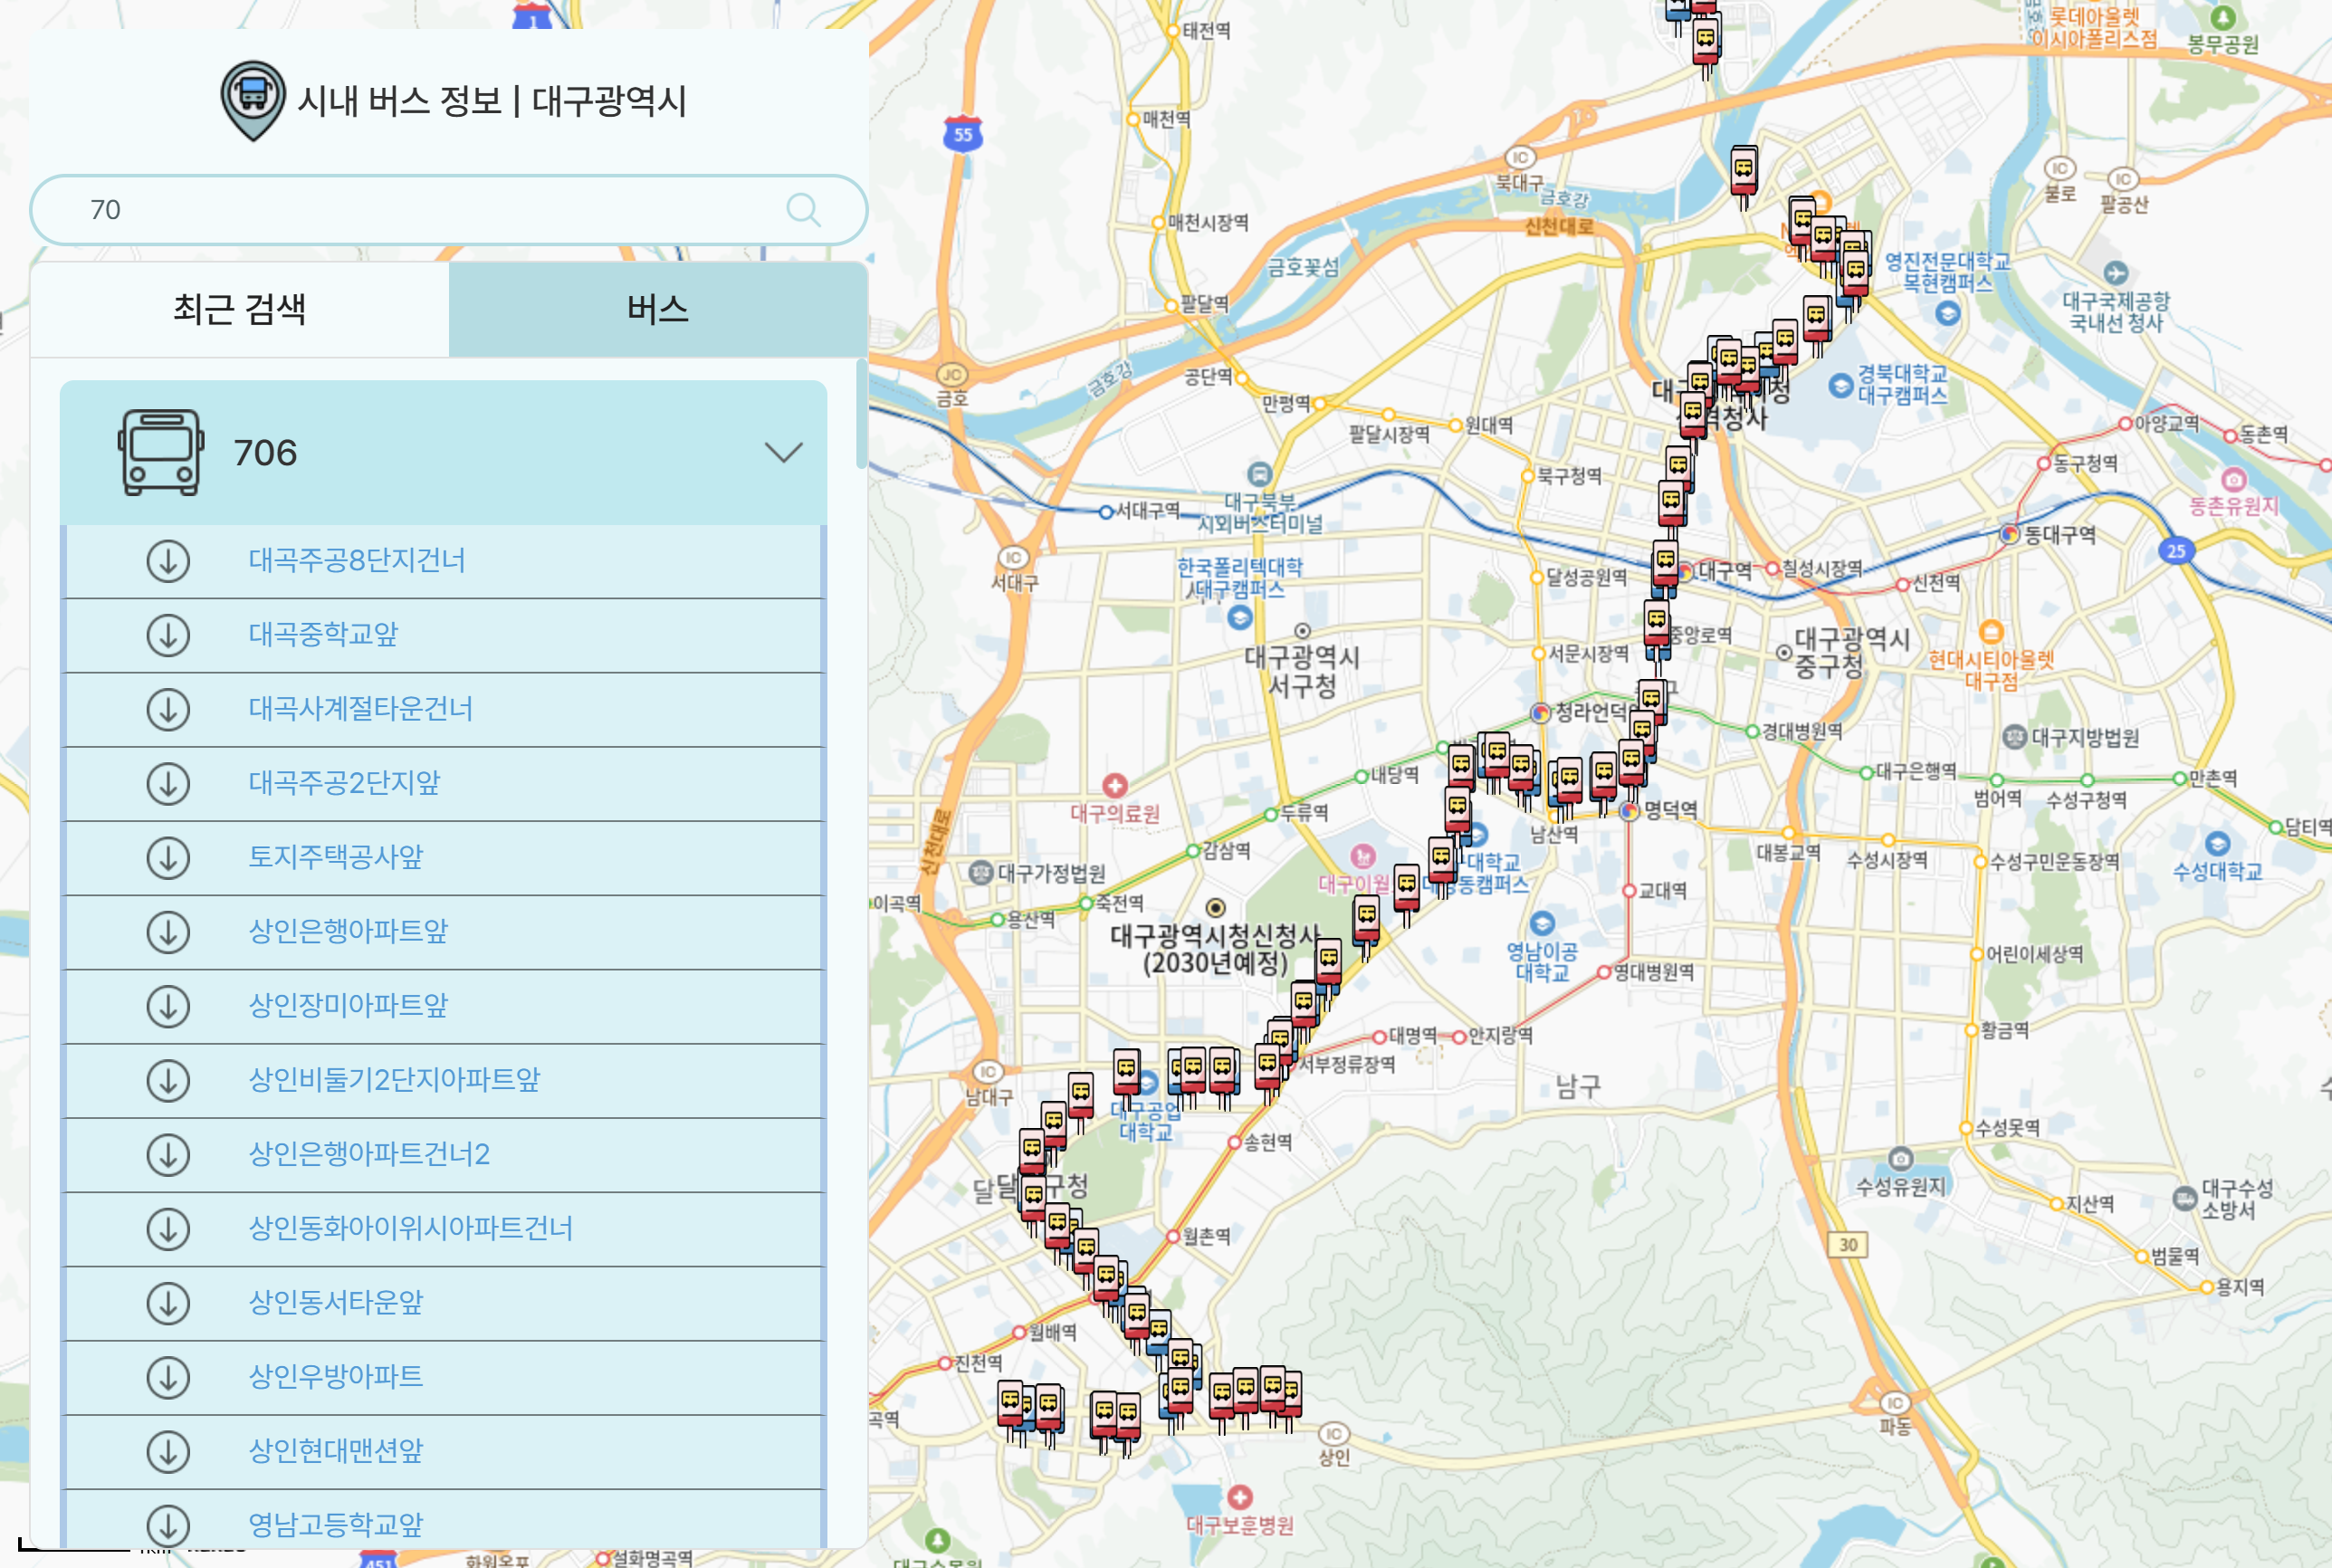 시내 버스 정보 | 대구광역시
70
최근 검색
버스
706
대곡주공8단지건너
대곡중학교앞
대곡사계절타운건너
대곡주공2단지앞
토지주택공사앞
상인은행아파트앞
상인장미아파트앞
상인비둘기2단지아파트앞
상인은행아파트건너2
상인동화아이위시아파트건너
상인동서타운앞
상인우방아파트
상인현대맨션앞
영남고등학교앞
1
태전역
롯데아울렛
이시아폴리스점
봉무공원
55
매천역
IC
북대구
금호강
신천대로
IC
불로
IC
팔공산
매천시장역
금호꽃섬
영진전문대학교
복현캠퍼스
대구국제공항
국내선 청사
팔달역
JC
금호
금호강
공단역
경북대학교
대구캠퍼스
만평역
팔달시장역
원대역
아양교역
동촌역
동구청역
북구청역
동촌유원지
대구북부
시외버스터미널
서대구역
동대구역
25
IC
서대구
한국폴리텍대학
대구캠퍼스
달성공원역
대구역
칠성시장역
신천역
중앙로역
대구광역시
중구청
서문시장역
대구광역시
서구청
현대시티아울렛
대구점
청라언덕
경대병원역
대구지방법원
내당역
대구은행역
범어역
수성구청역
만촌역
대구의료원
두류역
남산역
명덕역
담티역
신천대로
감삼역
대봉교역
수성시장역
수성구민운동장역
수성대학교
대구가정법원
대구이월
대학교
이곡역
용산역
죽전역
교대역
대구광역시청신청사
(2030년예정)
영남이공
대학교
어린이세상역
영대병원역
황금역
대명역
안지랑역
서부정류장역
IC
남대구
남구
대구공업
대학교
송현역
수성못역
수성유원지
지산역
대구수성
소방서
월촌역
30
범물역
용지역
월배역
진천역
IC
상인
IC
파동
대구보훈병원
451
화원옥포
설화명곡역